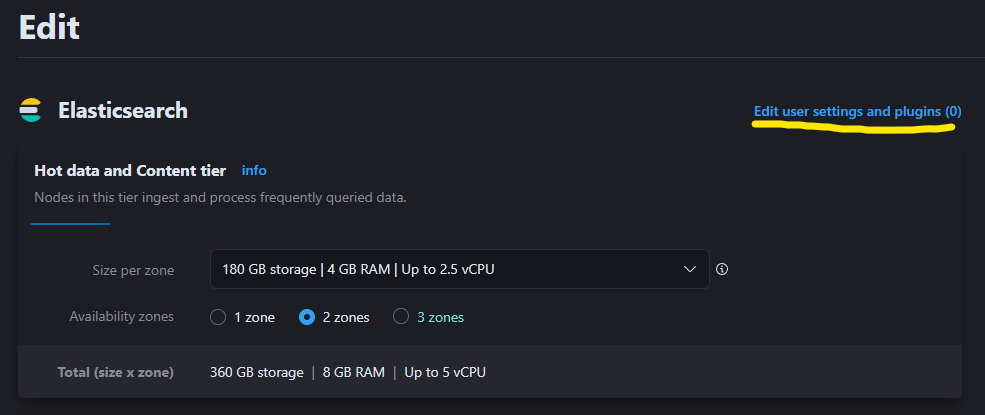 Edit
Elasticsearch
Edit user settings and plugins (0)
Hot data and Content tier info
Nodes in this tier ingest and process frequently queried data.
Size per zone
180 GB storage | 4 GB RAM | Up to 2.5 vCPU
Availability zones
1 zone
2 zones
3 zones
Total (size x zone)
360 GB storage | 8 GB RAM | Up to 5 vCPU